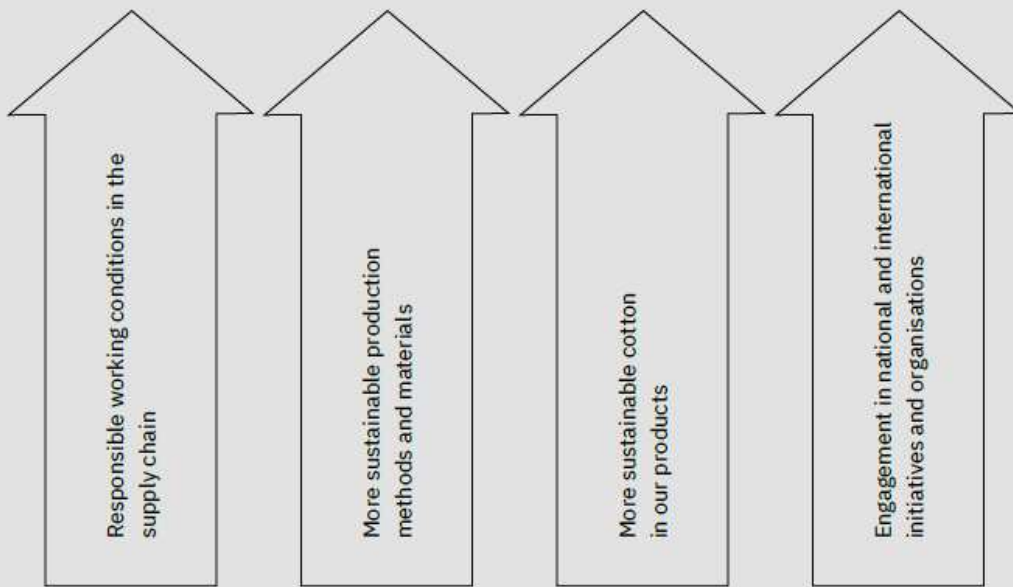 Responsible working conditions in the
supply chain
More sustainable production
methods and materials
More sustainable cotton
in our products
Engagement in national and international
initiatives and organisations